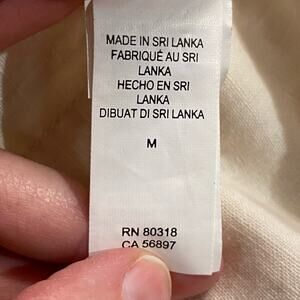 MADE IN SRI LANKA
FABRIQUÉ AU SRI
LANKA
HECHO EN SRI
LANKA
DIBUAT DI SRI LANKA
M
RN 80318
CA 56897